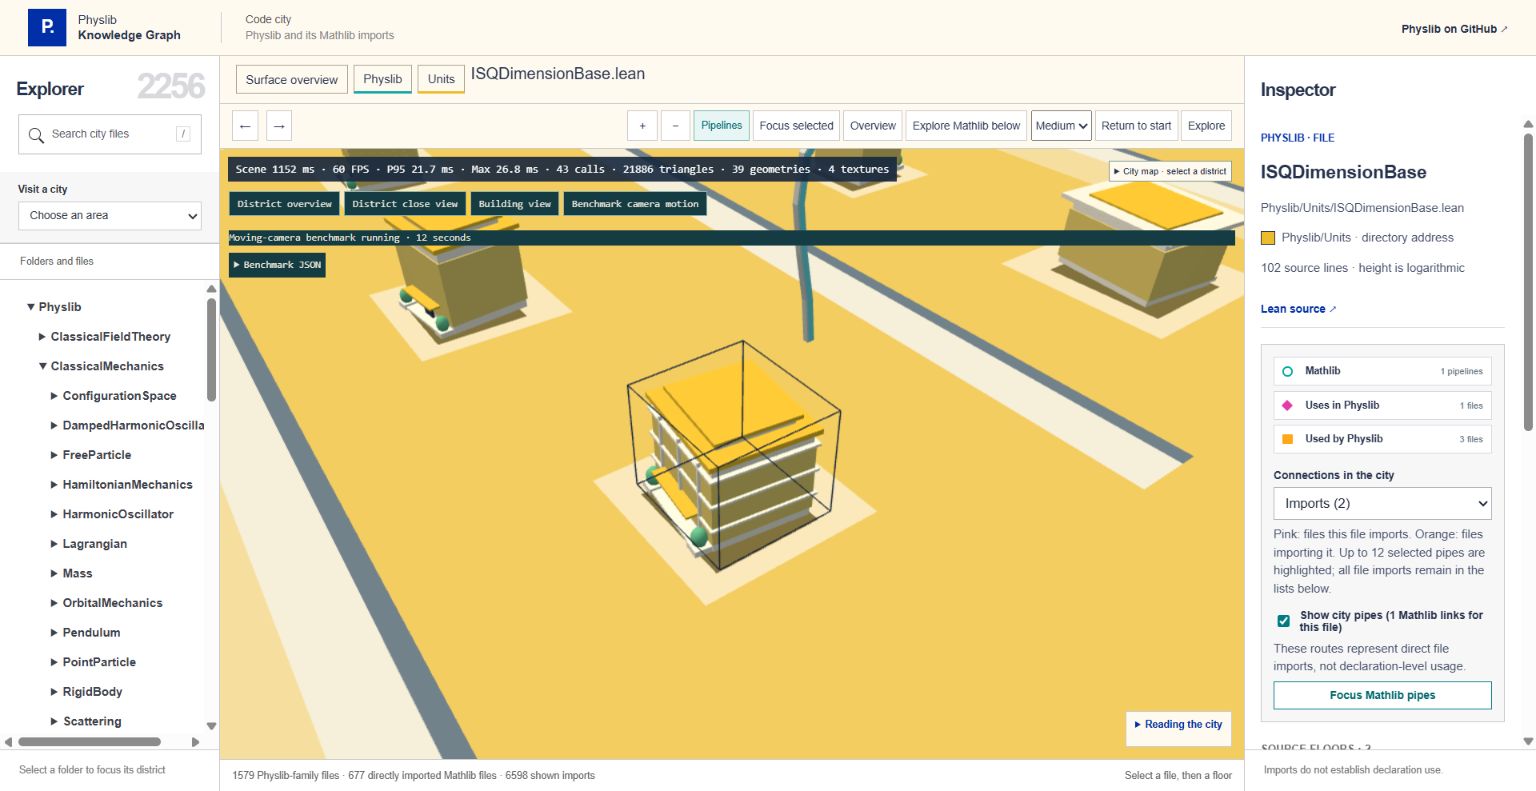 P.
Physlib
Knowledge Graph
Code city
Physlib and its Mathlib imports
Physlib on GitHub ↗
Explorer
2256
Search city files
/
Visit a city
Choose an area
Folders and files
▼ Physlib
▶ ClassicalFieldTheory
▼ ClassicalMechanics
▶ ConfigurationSpace
▶ DampedHarmonicOscilla
▶ FreeParticle
▶ HamiltonianMechanics
▶ HarmonicOscillator
▶ Lagrangian
▶ Mass
▶ OrbitalMechanics
▶ Pendulum
▶ PointParticle
▶ RigidBody
▶ Scattering
Select a folder to focus its district
Surface overview
Physlib
Units
ISQDimensionBase.lean
←
→
+
−
Pipelines
Focus selected
Overview
Explore Mathlib below
Medium
Return to start
Explore
Scene 1152 ms · 60 FPS · P95 21.7 ms · Max 26.8 ms · 43 calls · 21886 triangles · 39 geometries · 4 textures
▶ City map · select a district
District overview
District close view
Building view
Benchmark camera motion
Moving-camera benchmark running · 12 seconds
▶ Benchmark JSON
▶ Reading the city
1579 Physlib-family files · 677 directly imported Mathlib files · 6598 shown imports
Select a file, then a floor
Inspector
PHYSLIB · FILE
ISQDimensionBase
Physlib/Units/ISQDimensionBase.lean
Physlib/Units · directory address
102 source lines · height is logarithmic
Lean source ↗
Mathlib
1 pipelines
Uses in Physlib
1 files
Used by Physlib
3 files
Connections in the city
Imports (2)
Pink: files this file imports. Orange: files
importing it. Up to 12 selected pipes are
highlighted; all file imports remain in the
lists below.
Show city pipes (1 Mathlib links for
this file)
These routes represent direct file
imports, not declaration-level usage.
Focus Mathlib pipes
SOURCE FLOORS · 2
Imports do not establish declaration use.